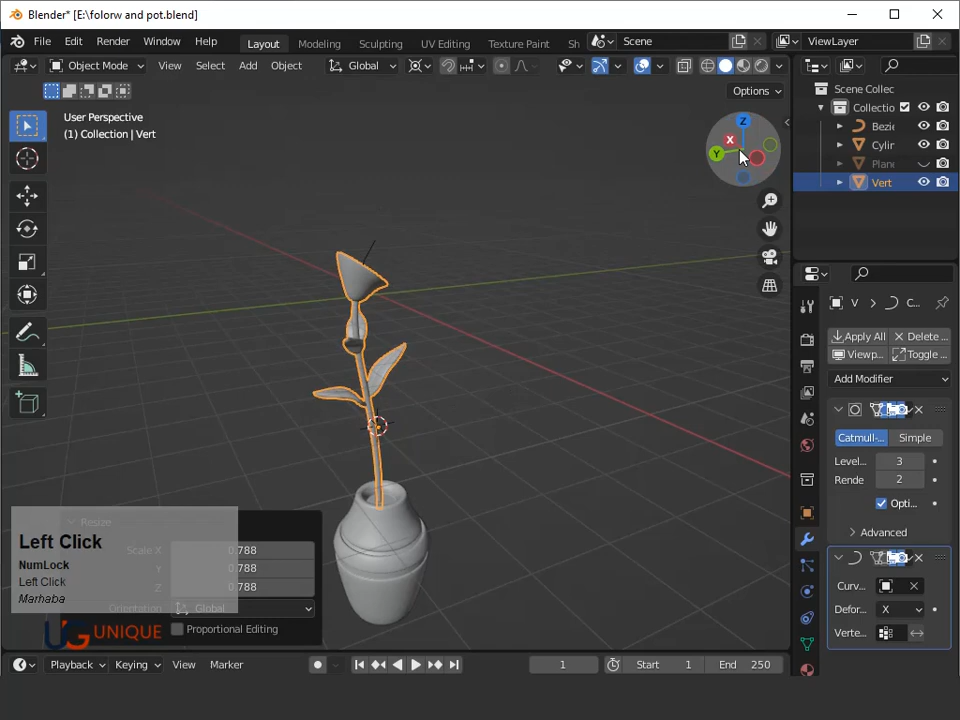 Blender* [E:\folorw and pot.blend]
File Edit Render Window Help Layout Modeling Sculpting UV Editing Texture Paint Sh Scene ViewLayer
Object Mode View Select Add Object Global
Options
User Perspective
(1) Collection | Vert
Z
X
Y
Scene Collec
Collectio
Bezie
Cylir
Plane
Vert
V > C...
Apply All Delete ...
Viewp... Toggle ...
Add Modifier
Catmull-... Simple
Level... 3
Rende 2
Opti...
Advanced
Curv...
Defor... X
Verte...
Resize
Scale X 0.788
Y 0.788
Z 0.788
Orientation Global
Proportional Editing
Left Click
NumLock
Left Click
Marhaba
UG UNIQUE
Playback Keying View Marker 1 Start 1 End 250